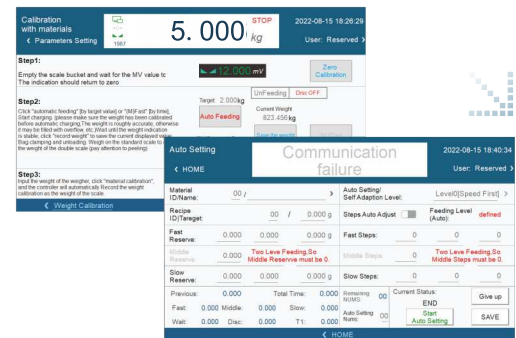 Calibration
with materials
< Parameters Setting
1987
5. 000
kg
STOP
2022-08-15 18:26:29
User: Reserved >
Step1:
Empty the scale bucket and wait for the MV value to
The indication should return to zero
12.000 mV
Zero
Calibration
Step2:
Click "automatic feeding" [by target value] or "(M)Fast" [by time],
Start charging. (please make sure the weight has been calibrated
before automatic charging,The weight is roughly accurate, otherwise
it may be filled with overflow, etc.)Wait until the weight indication
is stable, click "record weight" to save the current displayed value
Bag clamping and unloading. Weigh on the standard scale to
the weight of the double scale (pay attention to peeling)
Target 2.000kg
UnFeeding
Disc OFF
Auto Feeding
Current Weight
823.456 kg
Step3:
Input the weight of the weigher, click "material calibration",
and the controller will automatically Record the weight
calibration as the weight of the scale.
< Weight Calibration
Auto Setting
< HOME
Communication
failure
2022-08-15 18:40:34
User: Reserved >
Material
ID/Name: 00 / >
Auto Setting/
Self Adaption Level: Level0[Speed First] >
Recipe
ID|Tareget: 00 / 0.000 g
Steps Auto Adjust
Feeding Level
(Auto): defined
Fast
Reserve: 0.000 0.000 0.000 g
Fast Steps: 0 0 0
Middle
Reserve: 0.000 Two Leve Feeding,So
Middle Reserve must be 0.
Middle Steps: 0 Two Leve Feeding,So
Middle Steps must be 0.
Slow
Reserve: 0.000 0.000 0.000 g
Slow Steps: 0 0 0
Previous: 0.000 Total Time: 0.000
Fast: 0.000 Middle: 0.000 Slow: 0.000
Wait: 0.000 Disc: 0.000 T1: 0.000
Remaining
NUMS: 00
Auto Setting
Nums: 00
Current Status:
END
Start
Auto Setting
Give up
SAVE
< HOME